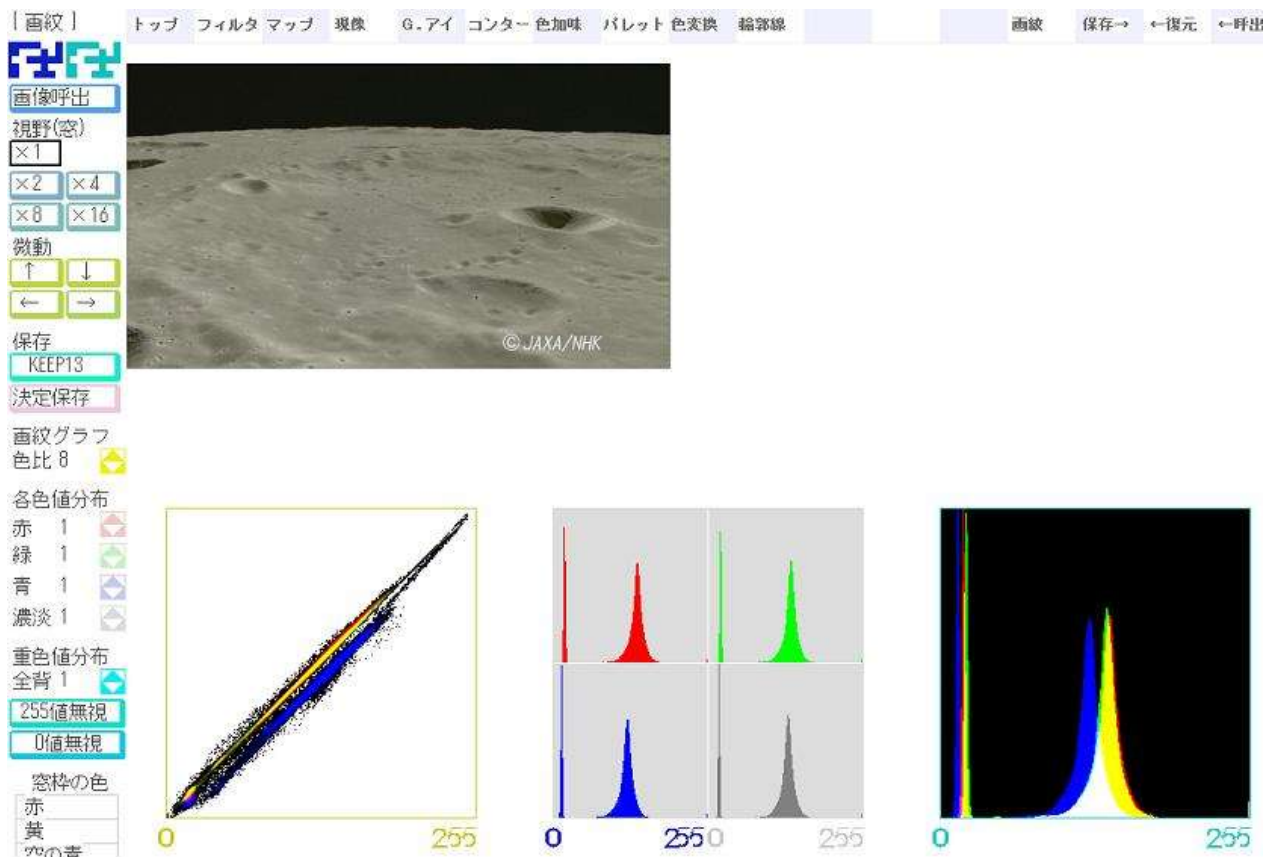 [画紋]
トップ フィルタ マップ 現像 G.アイ コンター 色加味 パレット 色変換 輪郭線 画紋 保存→ ←復元 ←呼出
画像呼出
視野(窓)
×1
×2 ×4
×8 ×16
微動
↑ ↓
← →
保存
KEEP13
決定保存
© JAXA/NHK
画紋グラフ
色比 8
各色値分布
赤 1
緑 1
青 1
濃淡 1
重色値分布
全背 1
255値無視
0値無視
窓枠の色
赤
黄
空の青
0 255 0 255 0 255 0 255